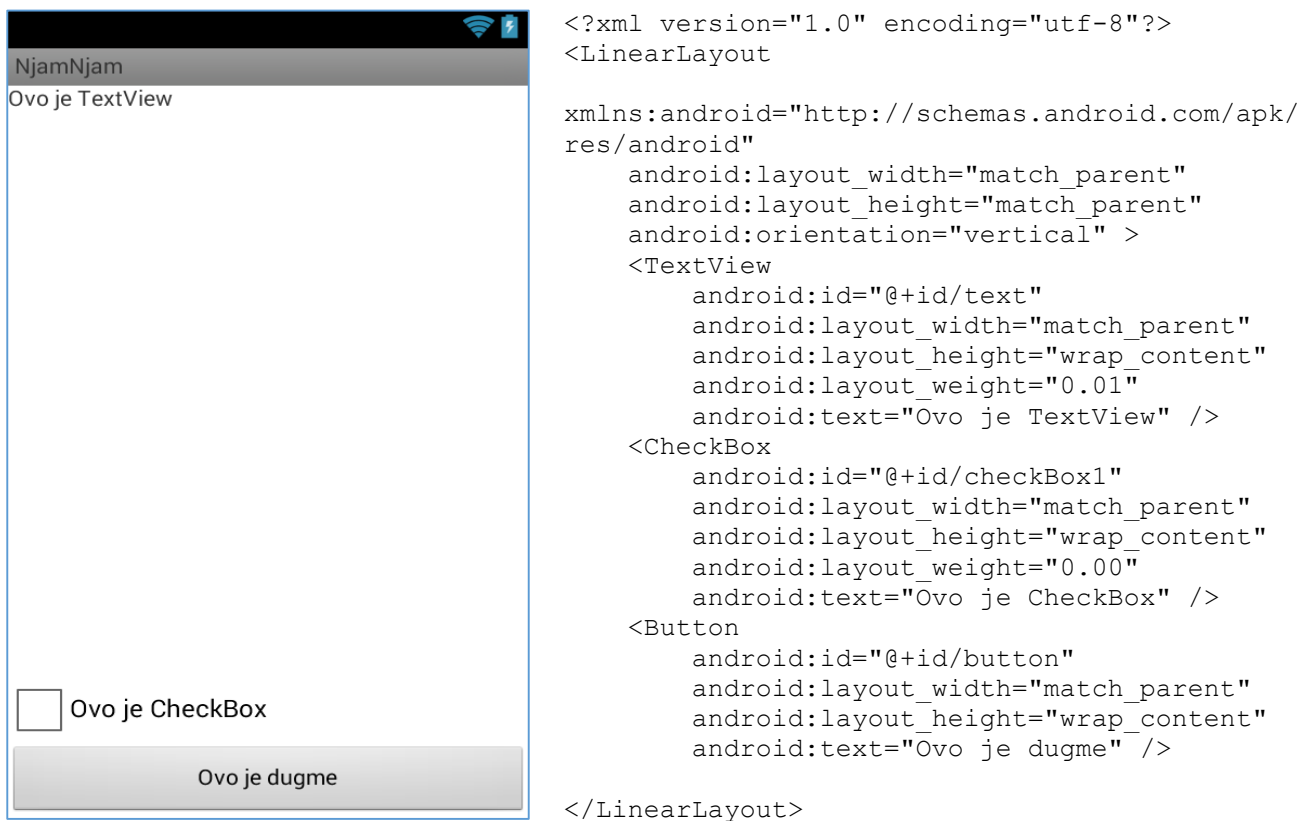 NjamNjam
Ovo je TextView
Ovo je CheckBox
Ovo je dugme
<?xml version="1.0" encoding="utf-8"?>
<LinearLayout
xmlns:android="http://schemas.android.com/apk/
res/android"
    android:layout_width="match_parent"
    android:layout_height="match_parent"
    android:orientation="vertical" >
    <TextView
        android:id="@+id/text"
        android:layout_width="match_parent"
        android:layout_height="wrap_content"
        android:layout_weight="0.01"
        android:text="Ovo je TextView" />
    <CheckBox
        android:id="@+id/checkBox1"
        android:layout_width="match_parent"
        android:layout_height="wrap_content"
        android:layout_weight="0.00"
        android:text="Ovo je CheckBox" />
    <Button
        android:id="@+id/button"
        android:layout_width="match_parent"
        android:layout_height="wrap_content"
        android:text="Ovo je dugme" />
</LinearLayout>